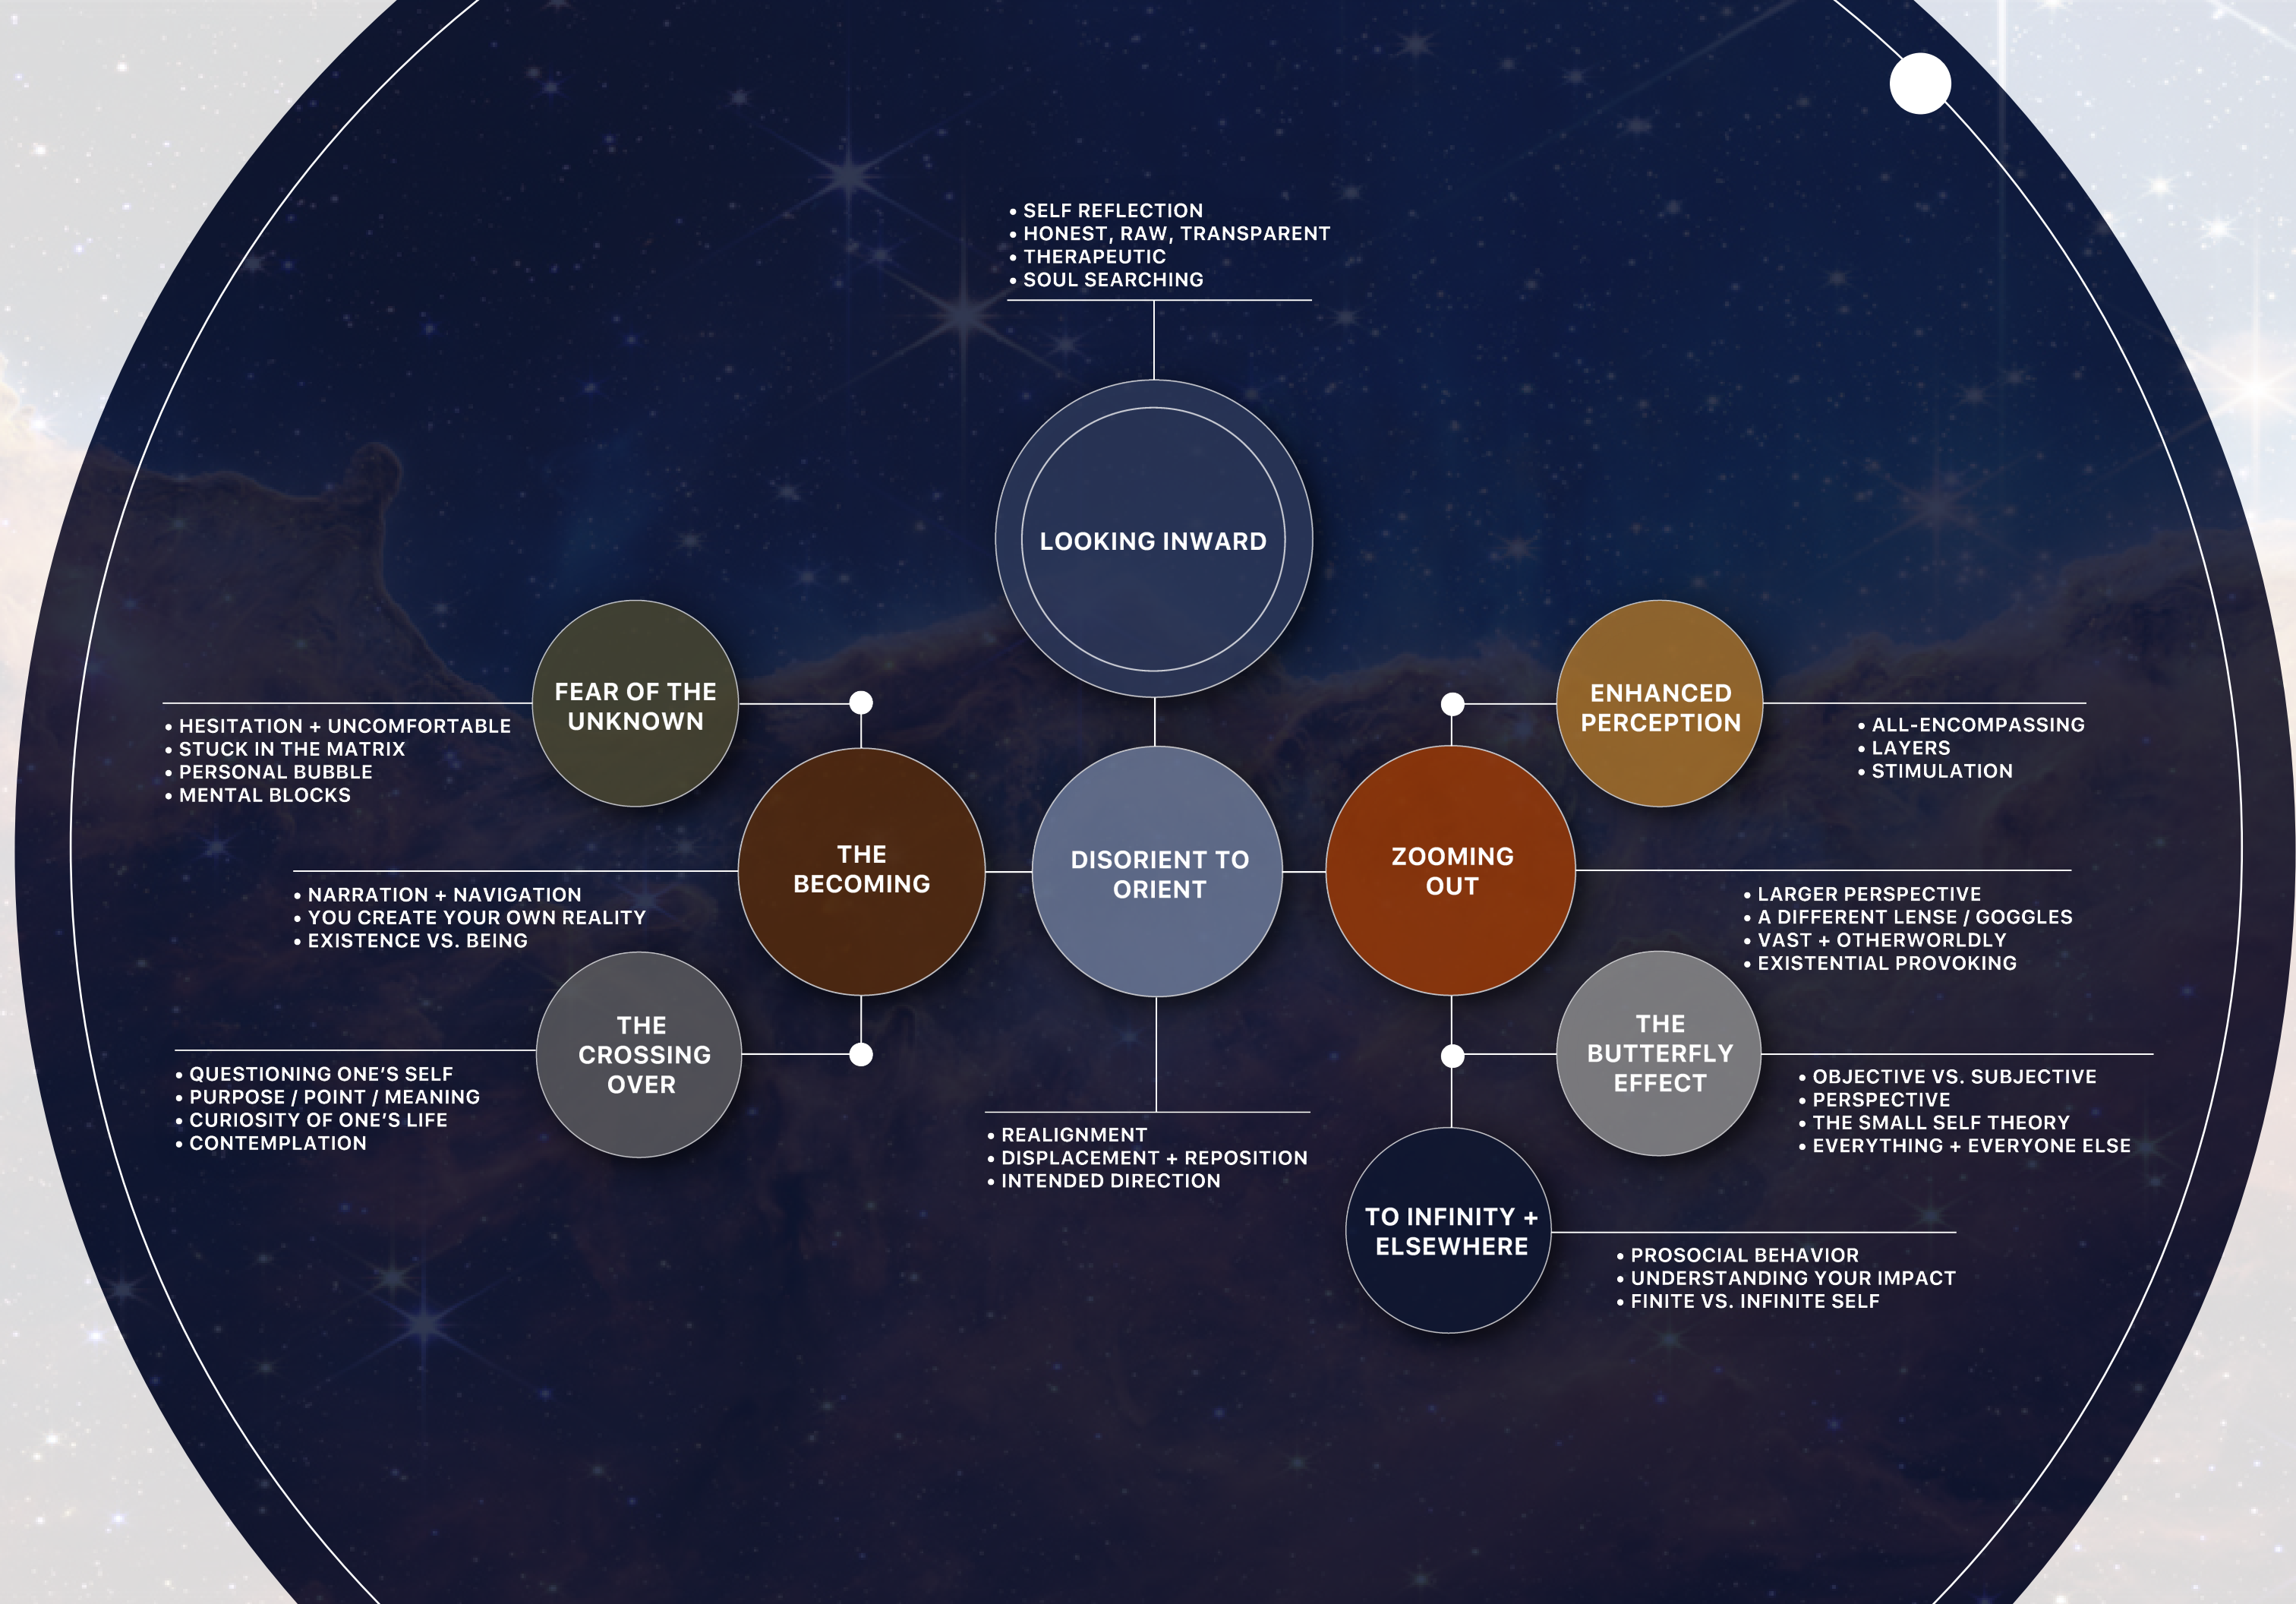 • SELF REFLECTION
• HONEST, RAW, TRANSPARENT
• THERAPEUTIC
• SOUL SEARCHING
LOOKING INWARD
FEAR OF THE
UNKNOWN
• HESITATION + UNCOMFORTABLE
• STUCK IN THE MATRIX
• PERSONAL BUBBLE
• MENTAL BLOCKS
ENHANCED
PERCEPTION
• ALL-ENCOMPASSING
• LAYERS
• STIMULATION
THE
BECOMING
• NARRATION + NAVIGATION
• YOU CREATE YOUR OWN REALITY
• EXISTENCE VS. BEING
DISORIENT TO
ORIENT
• REALIGNMENT
• DISPLACEMENT + REPOSITION
• INTENDED DIRECTION
ZOOMING
OUT
• LARGER PERSPECTIVE
• A DIFFERENT LENSE / GOGGLES
• VAST + OTHERWORLDLY
• EXISTENTIAL PROVOKING
THE
CROSSING
OVER
• QUESTIONING ONE'S SELF
• PURPOSE / POINT / MEANING
• CURIOSITY OF ONE'S LIFE
• CONTEMPLATION
THE
BUTTERFLY
EFFECT
• OBJECTIVE VS. SUBJECTIVE
• PERSPECTIVE
• THE SMALL SELF THEORY
• EVERYTHING + EVERYONE ELSE
TO INFINITY +
ELSEWHERE
• PROSOCIAL BEHAVIOR
• UNDERSTANDING YOUR IMPACT
• FINITE VS. INFINITE SELF